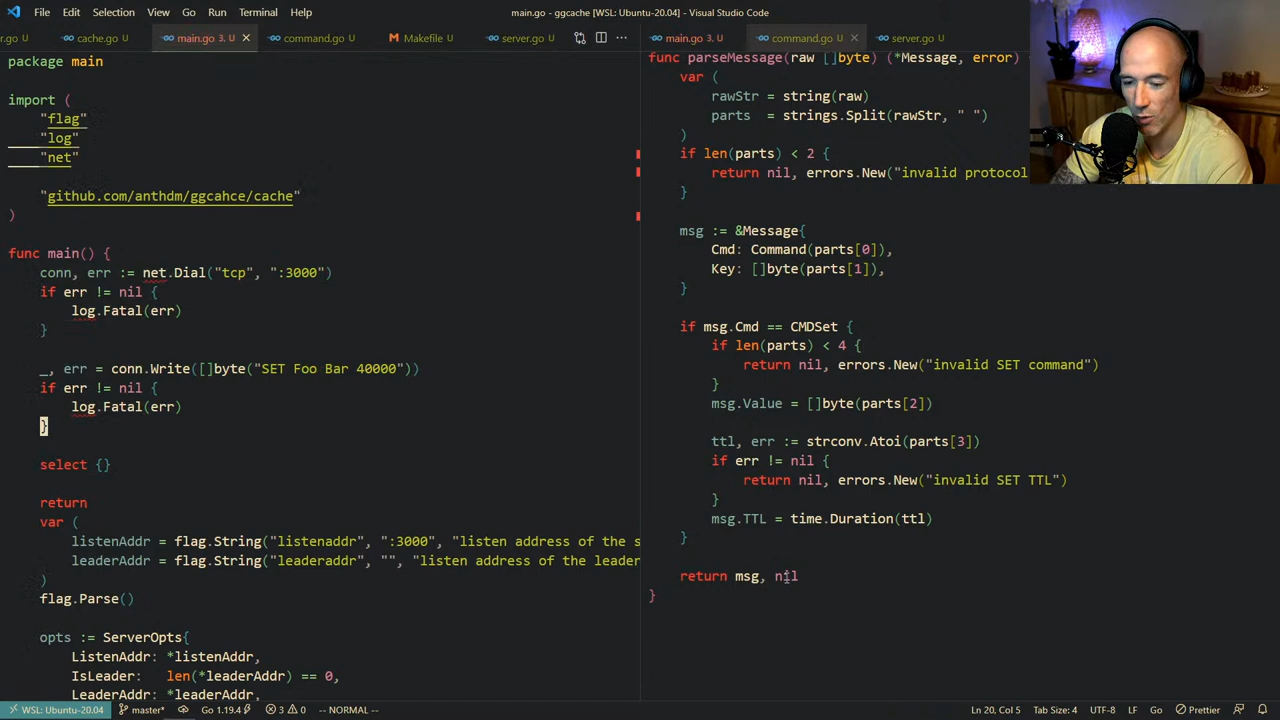 File Edit Selection View Go Run Terminal Help
main.go - ggcache [WSL: Ubuntu-20.04] - Visual Studio Code
r.go U cache.go U main.go 3, U command.go U Makefile U server.go U
main.go 3, U command.go U server.go U
package main
import (
"flag"
"log"
"net"
"github.com/anthdm/ggcahce/cache"
)
func main() {
conn, err := net.Dial("tcp", ":3000")
if err != nil {
log.Fatal(err)
}
_, err = conn.Write([]byte("SET Foo Bar 40000"))
if err != nil {
log.Fatal(err)
}
select {}
return
var (
listenAddr = flag.String("listenaddr", ":3000", "listen address of the s
leaderAddr = flag.String("leaderaddr", "", "listen address of the leader
)
flag.Parse()
opts := ServerOpts{
ListenAddr: *listenAddr,
IsLeader: len(*leaderAddr) == 0,
LeaderAddr: *leaderAddr,
func parseMessage(raw []byte) (*Message, error) {
var (
rawStr = string(raw)
parts = strings.Split(rawStr, " ")
)
if len(parts) < 2 {
return nil, errors.New("invalid protocol
}
msg := &Message{
Cmd: Command(parts[0]),
Key: []byte(parts[1]),
}
if msg.Cmd == CMDSet {
if len(parts) < 4 {
return nil, errors.New("invalid SET command")
}
msg.Value = []byte(parts[2])
ttl, err := strconv.Atoi(parts[3])
if err != nil {
return nil, errors.New("invalid SET TTL")
}
msg.TTL = time.Duration(ttl)
}
return msg, nil
}
WSL: Ubuntu-20.04 master* Go 1.19.4 3 0 -- NORMAL -- Ln 20, Col 5 Tab Size: 4 UTF-8 LF Go Prettier